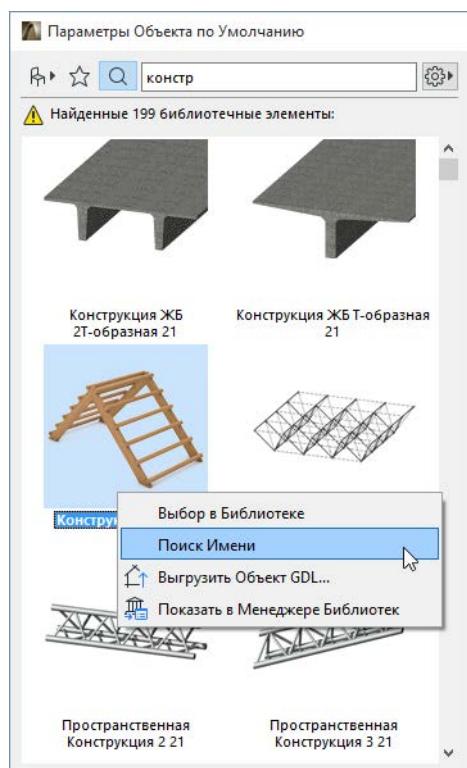 Параметры Объекта по Умолчанию
констр
Найденные 199 библиотечные элементы:
Конструкция ЖБ
2Т-образная 21
Конструкция ЖБ Т-образная
21
Выбор в Библиотеке
Поиск Имени
Выгрузить Объект GDL...
Показать в Менеджере Библиотек
Пространственная
Конструкция 2 21
Пространственная
Конструкция 3 21